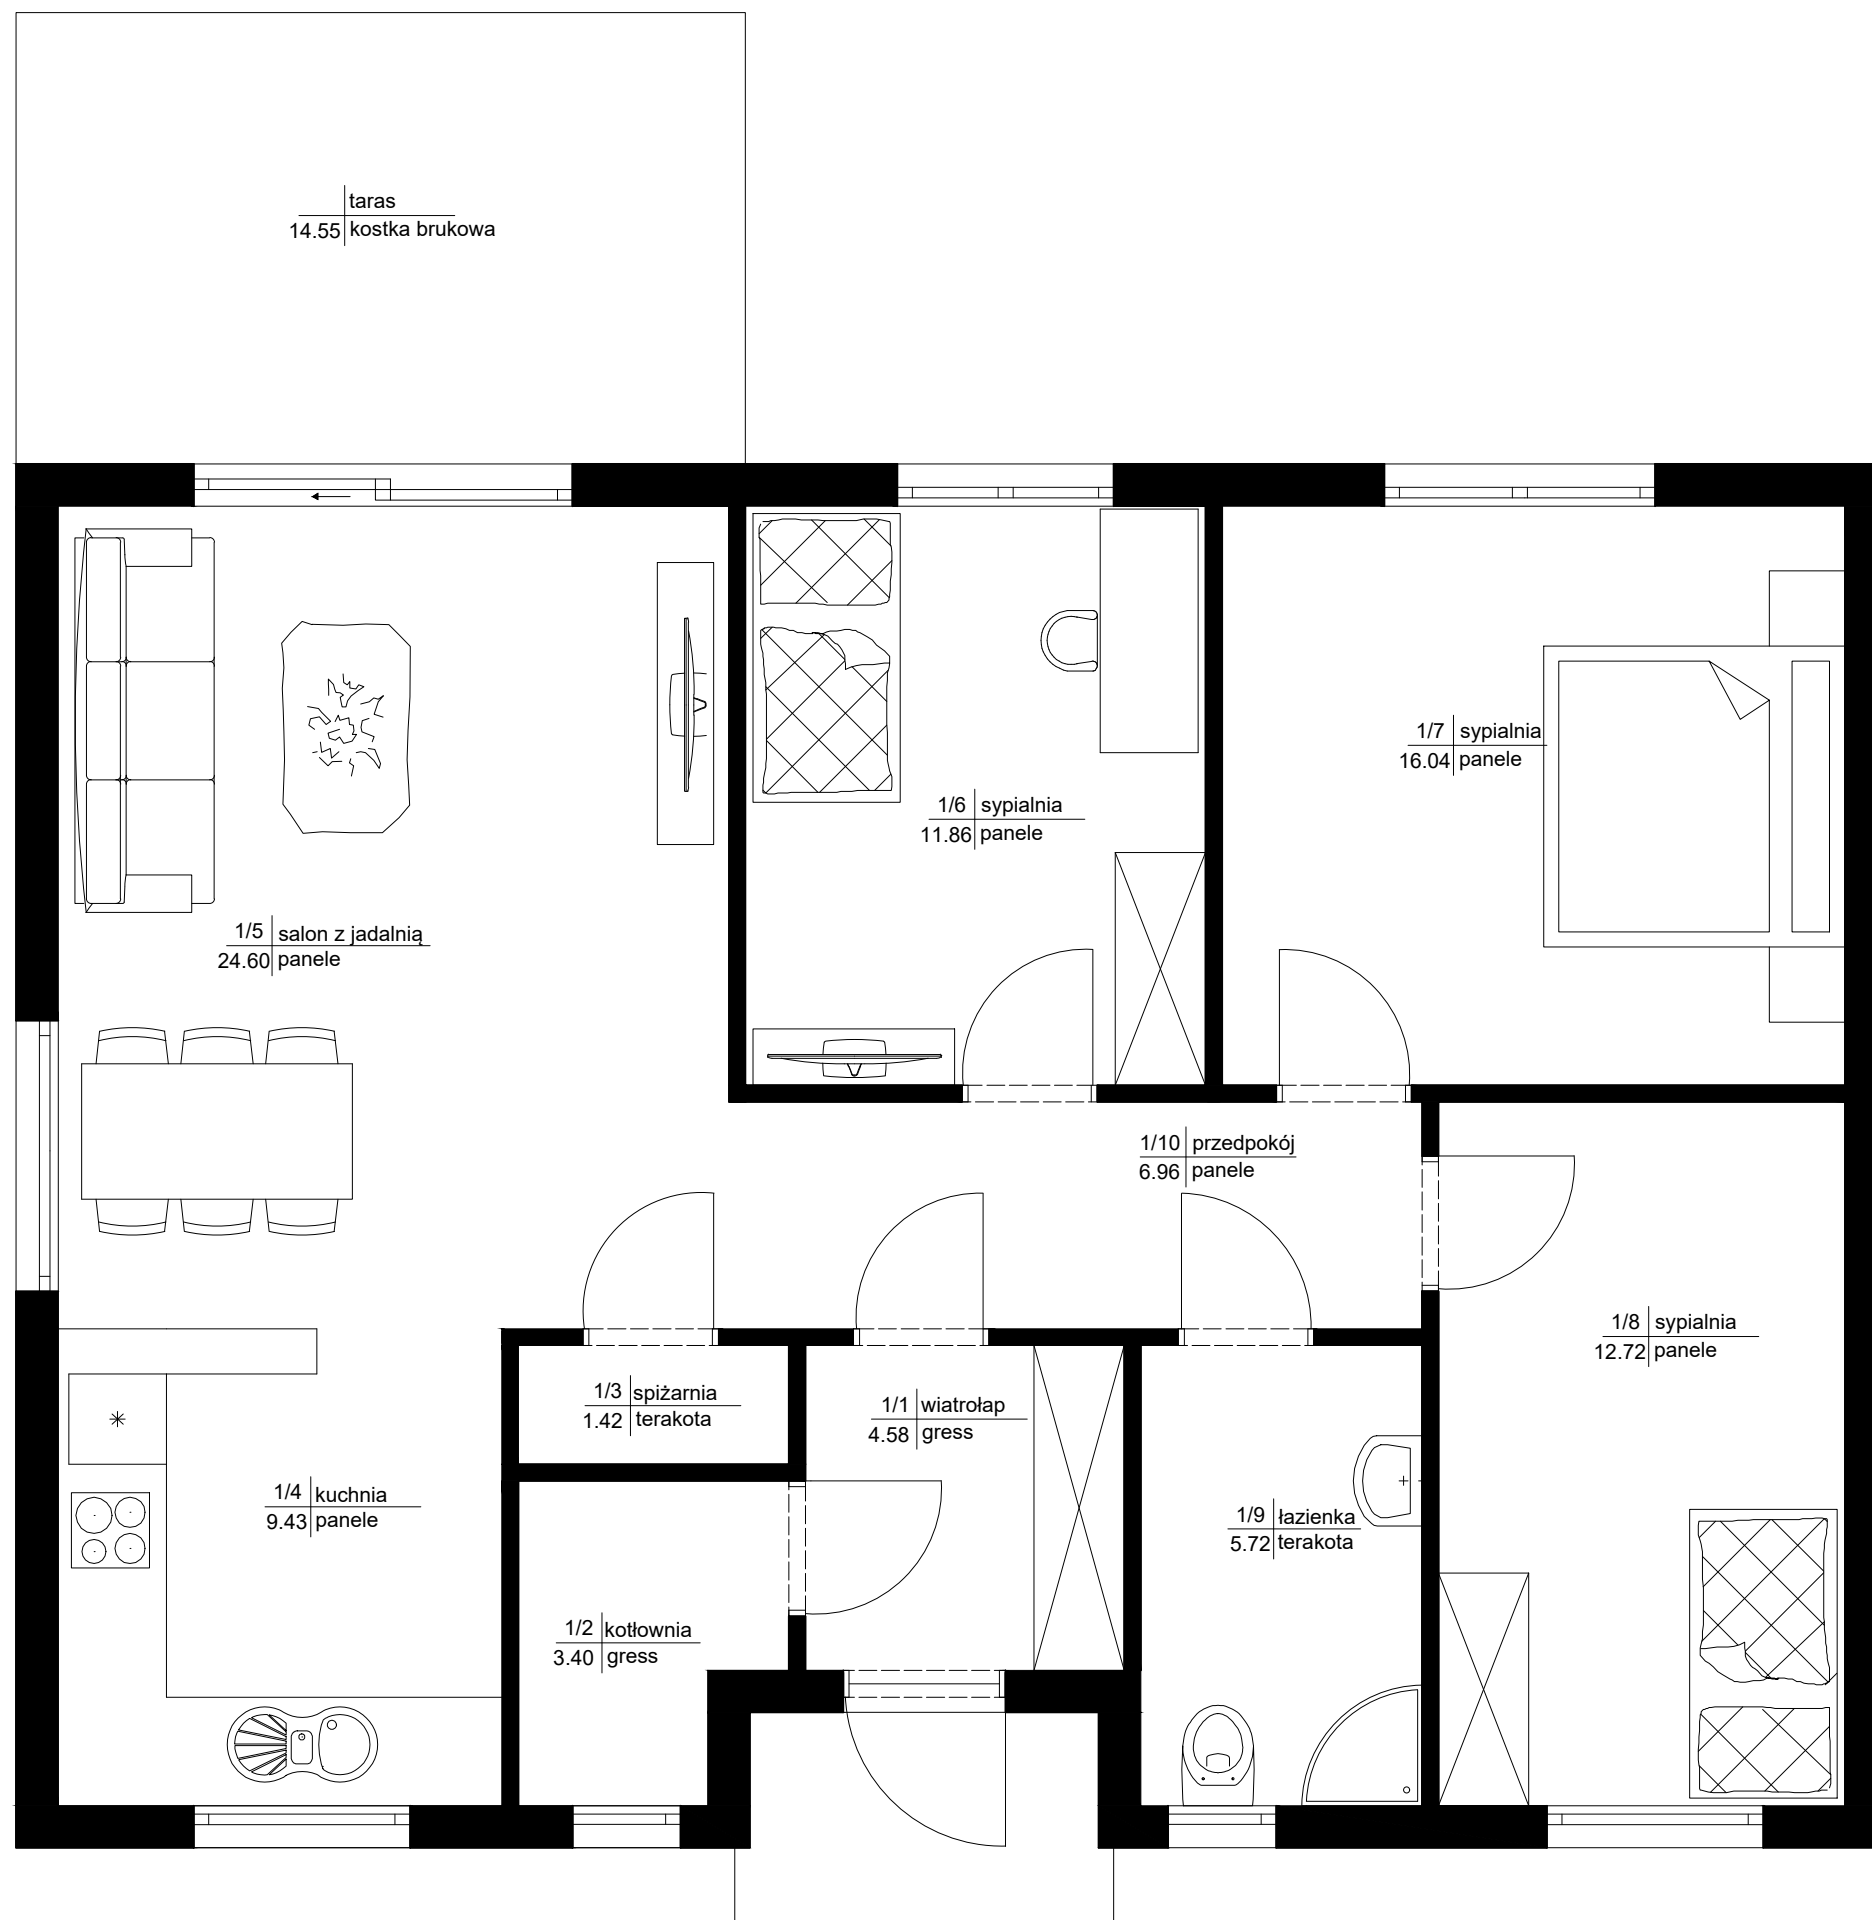 taras
14.55 kostka brukowa
1/7 sypialnia
16.04 panele
1/6 sypialnia
11.86 panele
1/5 salon z jadalnią
24.60 panele
1/10 przedpokój
6.96 panele
1/8 sypialnia
12.72 panele
1/3 spiżarnia
1.42 terakota
1/1 wiatrołap
4.58 gress
1/4 kuchnia
9.43 panele
1/9 łazienka
5.72 terakota
1/2 kotłownia
3.40 gress